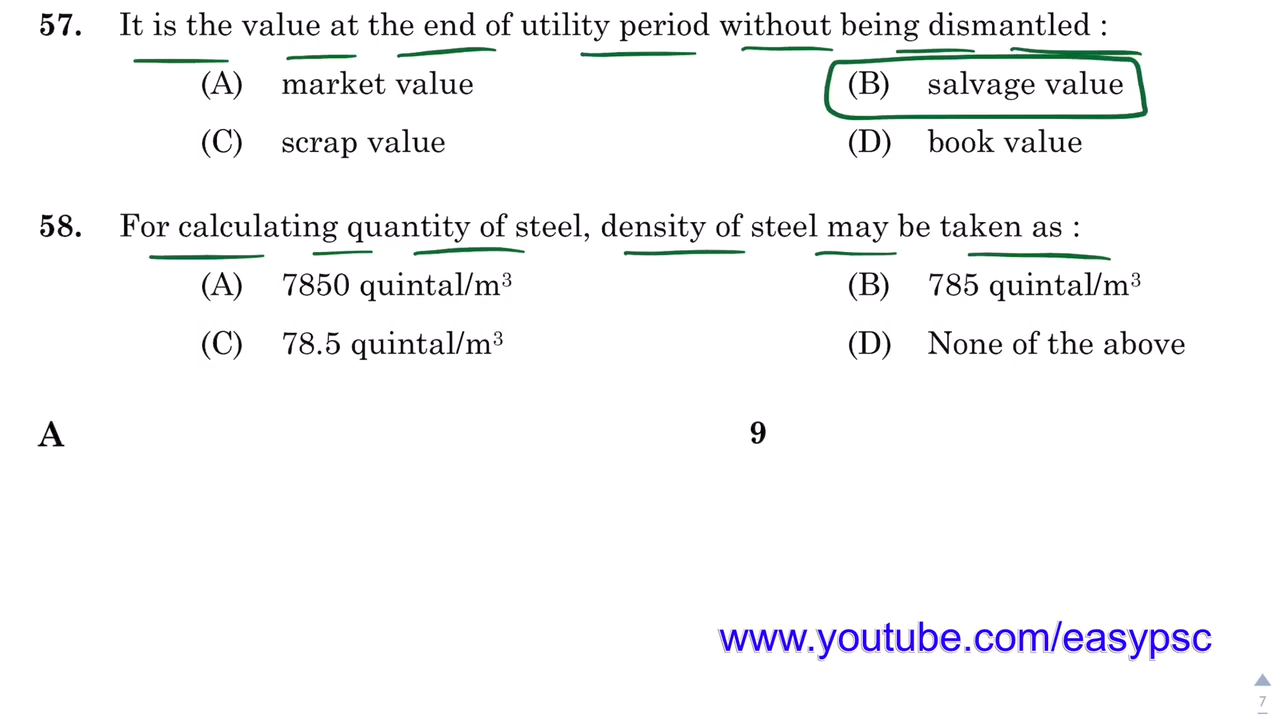 57. It is the value at the end of utility period without being dismantled :
(A) market value (B) salvage value
(C) scrap value (D) book value
58. For calculating quantity of steel, density of steel may be taken as :
(A) 7850 quintal/m³ (B) 785 quintal/m³
(C) 78.5 quintal/m³ (D) None of the above
A 9
www.youtube.com/easypsc
7